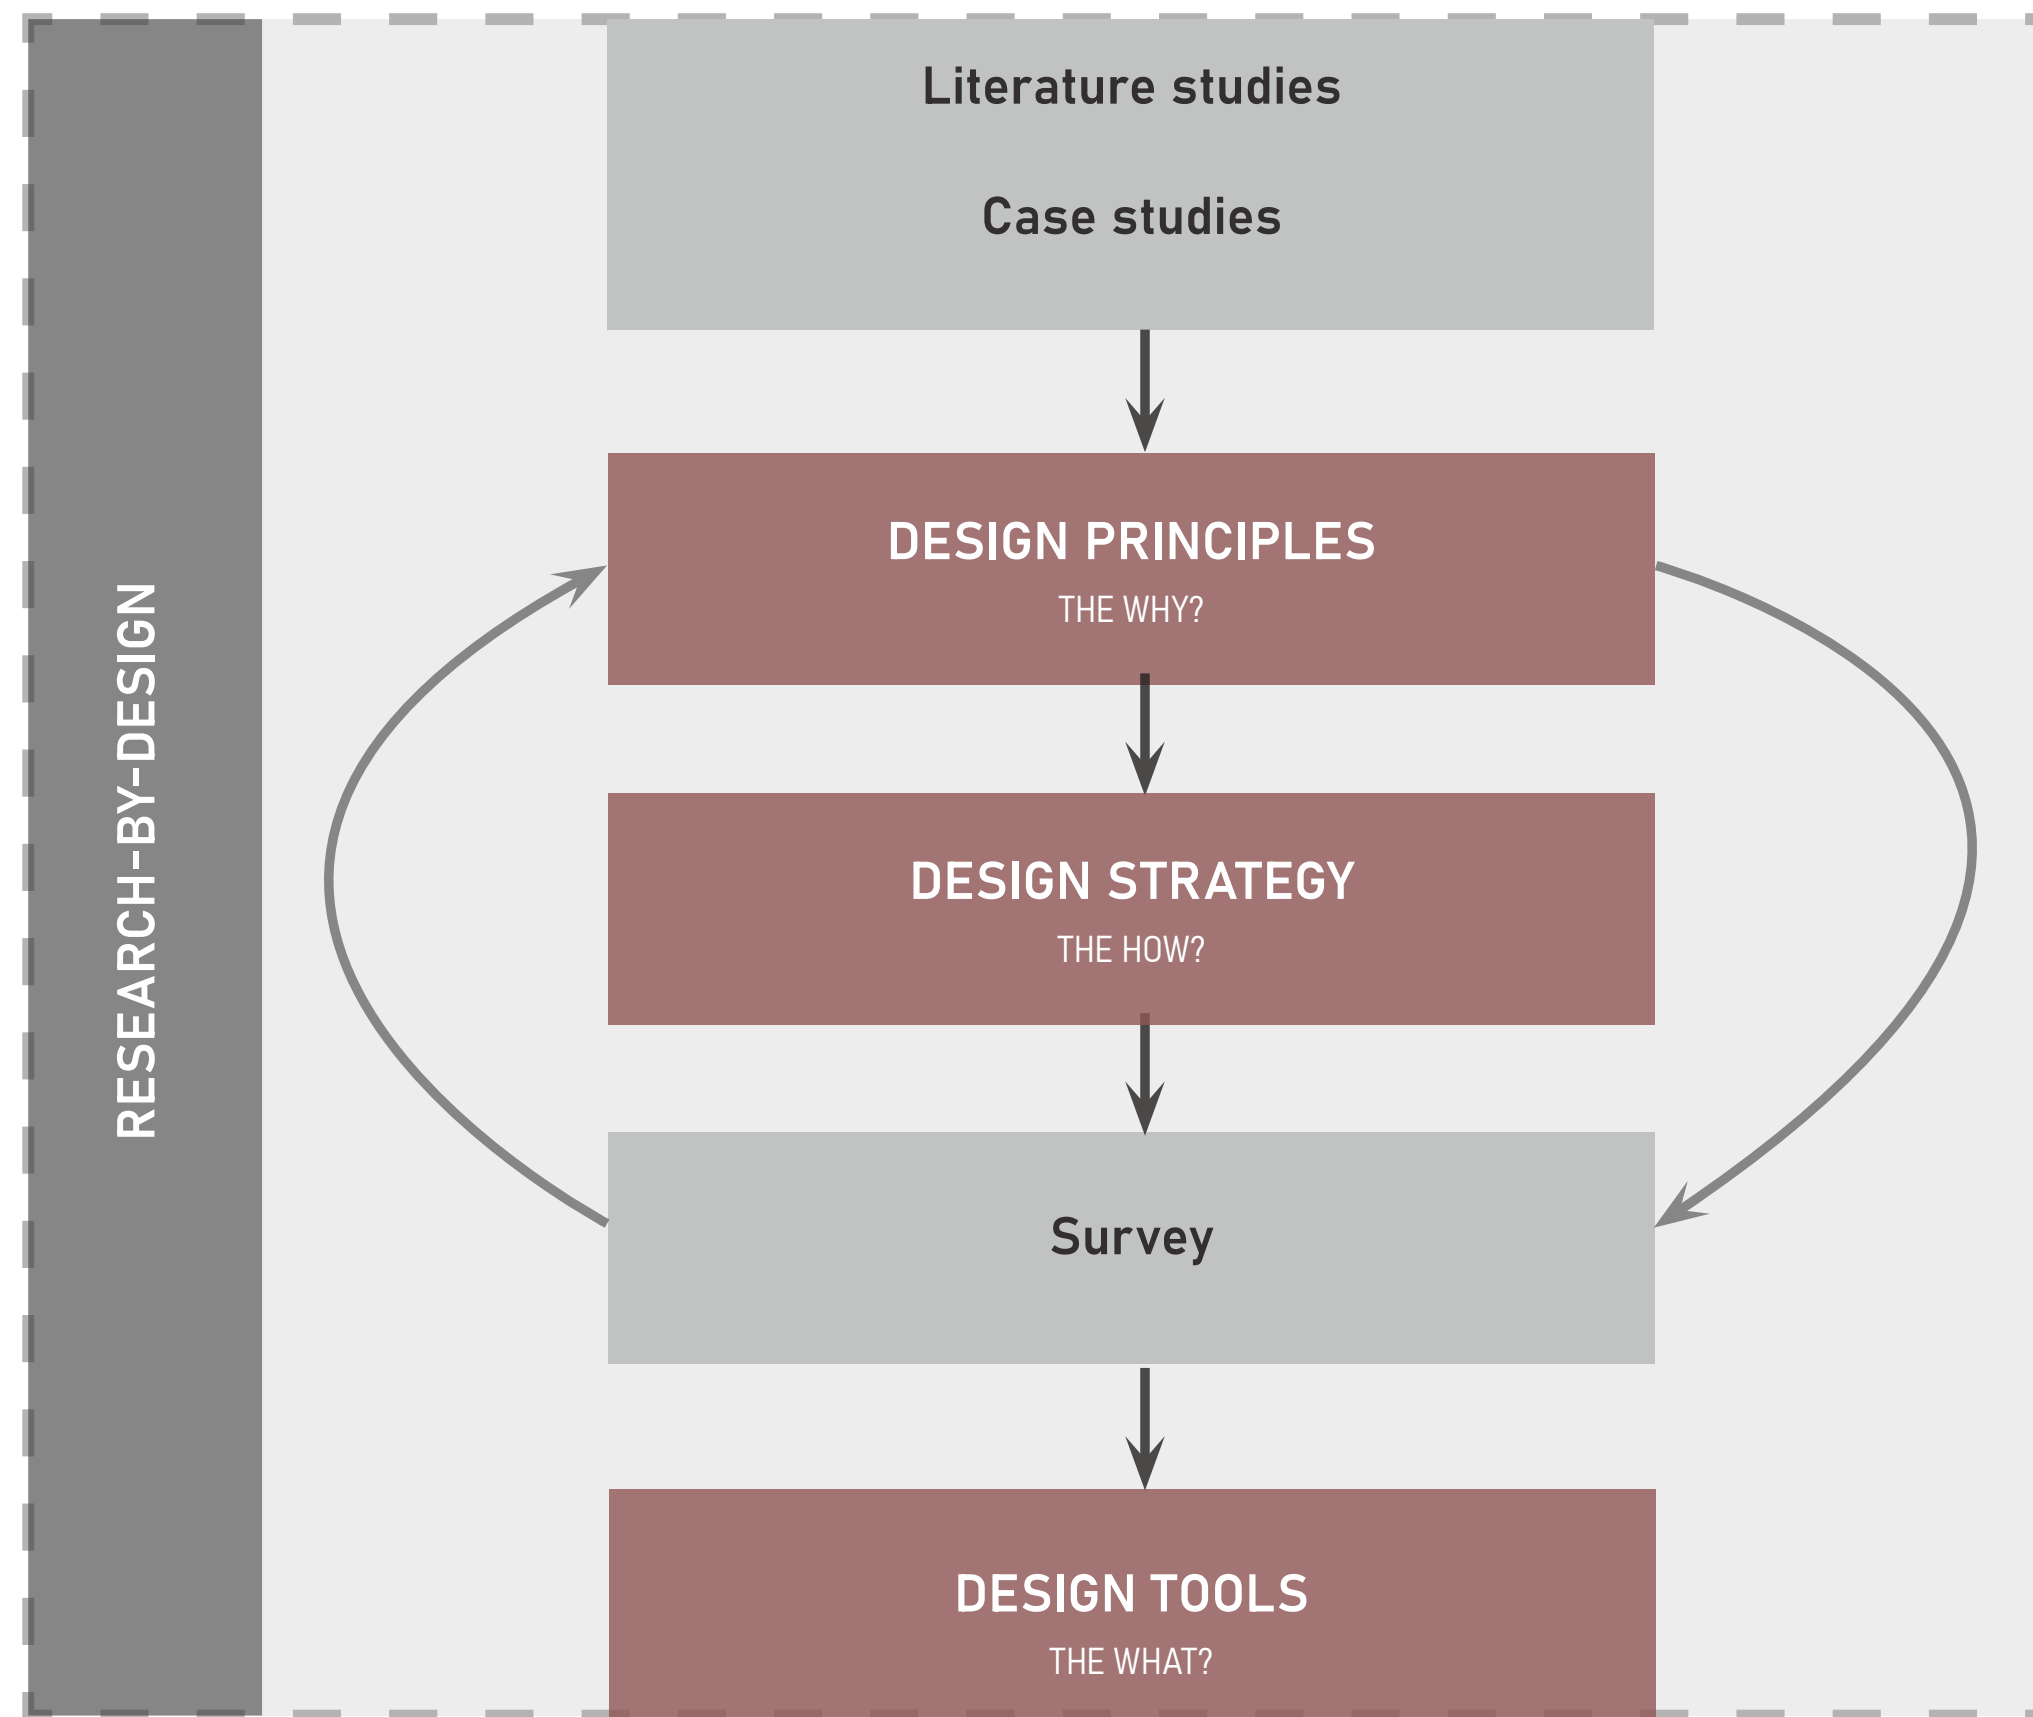 RESEARCH-BY-DESIGN
Literature studies
Case studies
DESIGN PRINCIPLES
THE WHY?
DESIGN STRATEGY
THE HOW?
Survey
DESIGN TOOLS
THE WHAT?